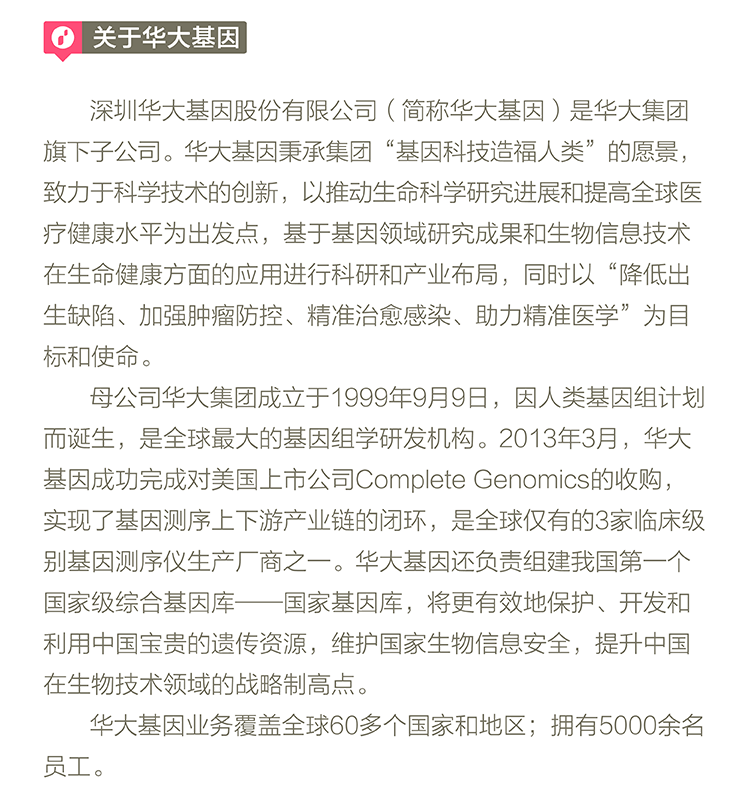 关于华大基因
深圳华大基因股份有限公司（简称华大基因）是华大集团
旗下子公司。华大基因秉承集团“基因科技造福人类”的愿景，
致力于科学技术的创新，以推动生命科学研究进展和提高全球医
疗健康水平为出发点，基于基因领域研究成果和生物信息技术
在生命健康方面的应用进行科研和产业布局，同时以“降低出
生缺陷、加强肿瘤防控、精准治愈感染、助力精准医学”为目
标和使命。
母公司华大集团成立于1999年9月9日，因人类基因组计划
而诞生，是全球最大的基因组学研发机构。2013年3月，华大
基因成功完成对美国上市公司Complete Genomics的收购，
实现了基因测序上下游产业链的闭环，是全球仅有的3家临床级
别基因测序仪生产厂商之一。华大基因还负责组建我国第一个
国家级综合基因库——国家基因库，将更有效地保护、开发和
利用中国宝贵的遗传资源，维护国家生物信息安全，提升中国
在生物技术领域的战略制高点。
华大基因业务覆盖全球60多个国家和地区；拥有5000余名
员工。